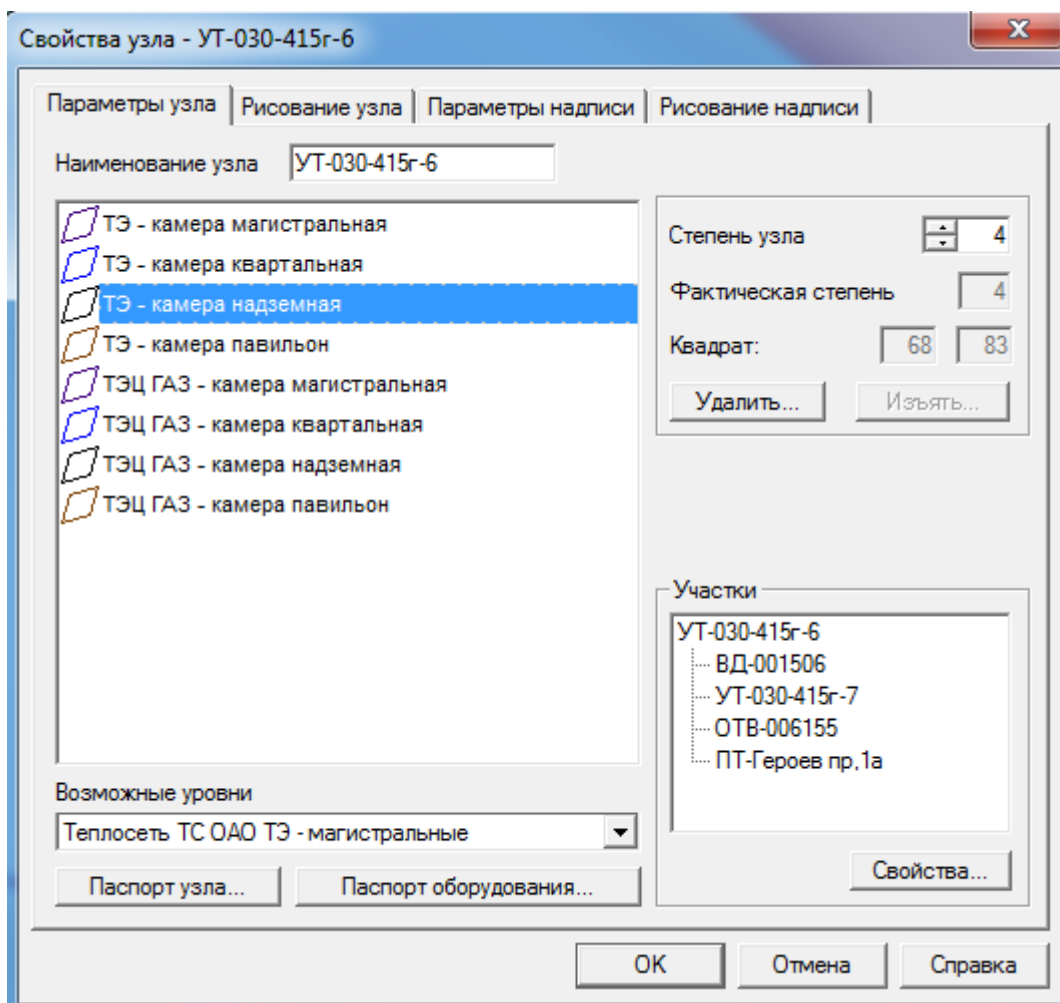 Свойства узла - УТ-030-415г-6
Параметры узла
Рисование узла
Параметры надписи
Рисование надписи
Наименование узла
УТ-030-415г-6
ТЭ - камера магистральная
ТЭ - камера квартальная
ТЭ - камера надземная
ТЭ - камера павильон
ТЭЦ ГАЗ - камера магистральная
ТЭЦ ГАЗ - камера квартальная
ТЭЦ ГАЗ - камера надземная
ТЭЦ ГАЗ - камера павильон
Возможные уровни
Теплосеть ТС ОАО ТЭ - магистральные
Паспорт узла...
Паспорт оборудования...
Степень узла
4
Фактическая степень
4
Квадрат:
68
83
Удалить...
Изъять...
Участки
УТ-030-415г-6
ВД-001506
УТ-030-415г-7
ОТВ-006155
ПТ-Героев пр,1а
Свойства...
OK
Отмена
Справка